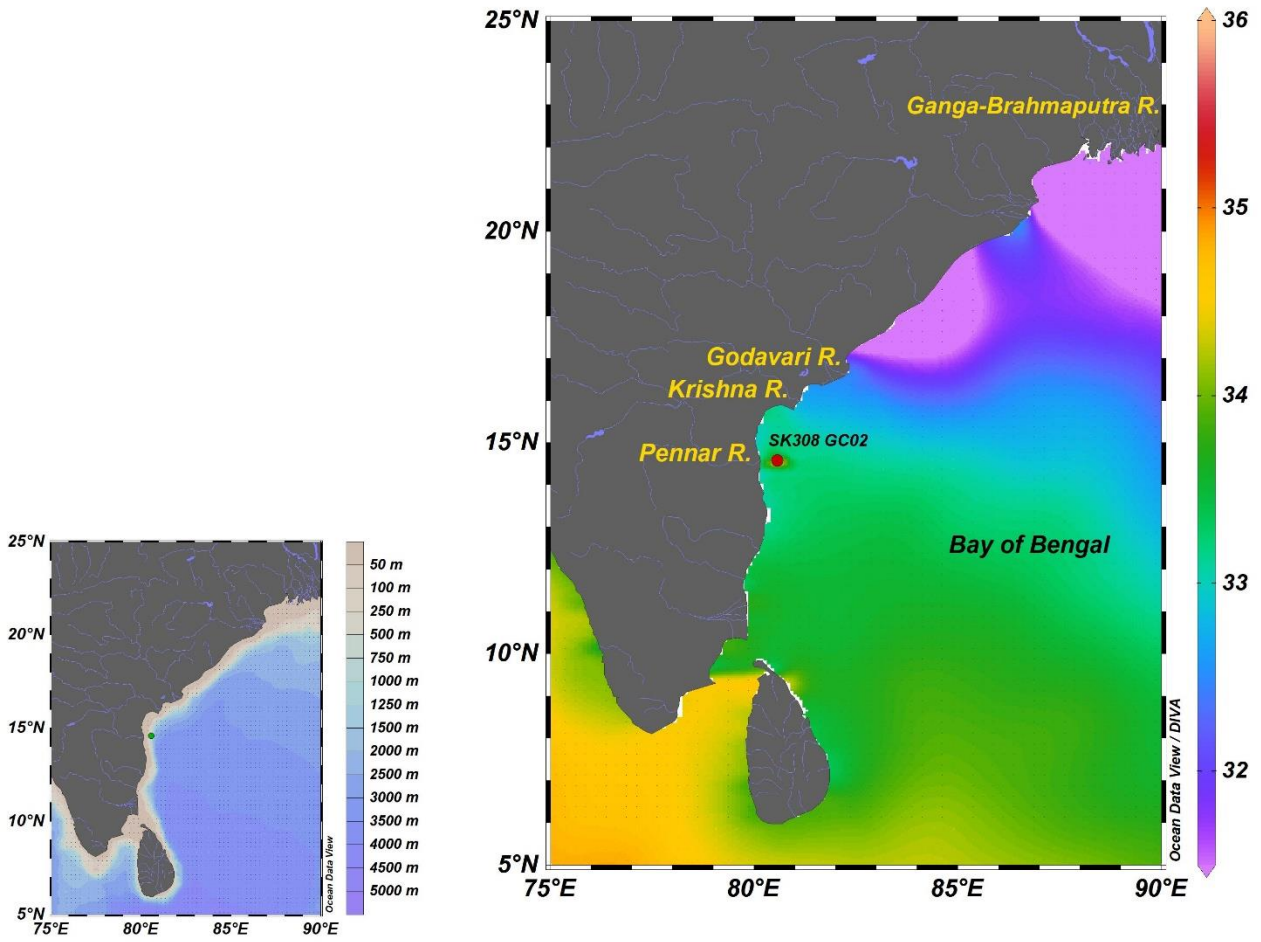 25°N
20°N
15°N
10°N
5°N
75°E
80°E
85°E
90°E
Ganga-Brahmaputra R.
Godavari R.
Krishna R.
Pennar R.
SK308 GC02
Bay of Bengal
Ocean Data View / DIVA
36
35
34
33
32
25°N
20°N
15°N
10°N
5°N
75°E
80°E
85°E
90°E
Ocean Data View
50 m
100 m
250 m
500 m
750 m
1000 m
1250 m
1500 m
2000 m
2500 m
3000 m
3500 m
4000 m
4500 m
5000 m